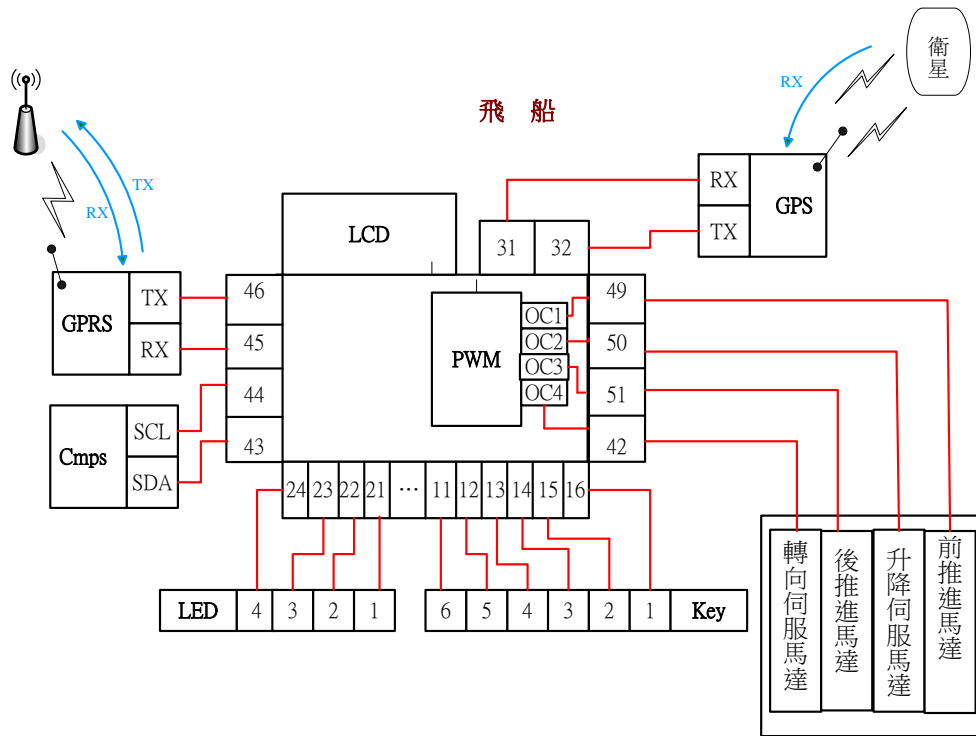 衛星
RX
飛 船
TX
RX
RX
GPS
TX
LCD
31
32
GPRS
TX
RX
46
45
44
43
PWM
OC1
OC2
OC3
OC4
49
50
51
42
Cmps
SCL
SDA
24
23
22
21
...
11
12
13
14
15
16
LED
4
3
2
1
6
5
4
3
2
1
Key
轉向伺服馬達
後推進馬達
升降伺服馬達
前推進馬達